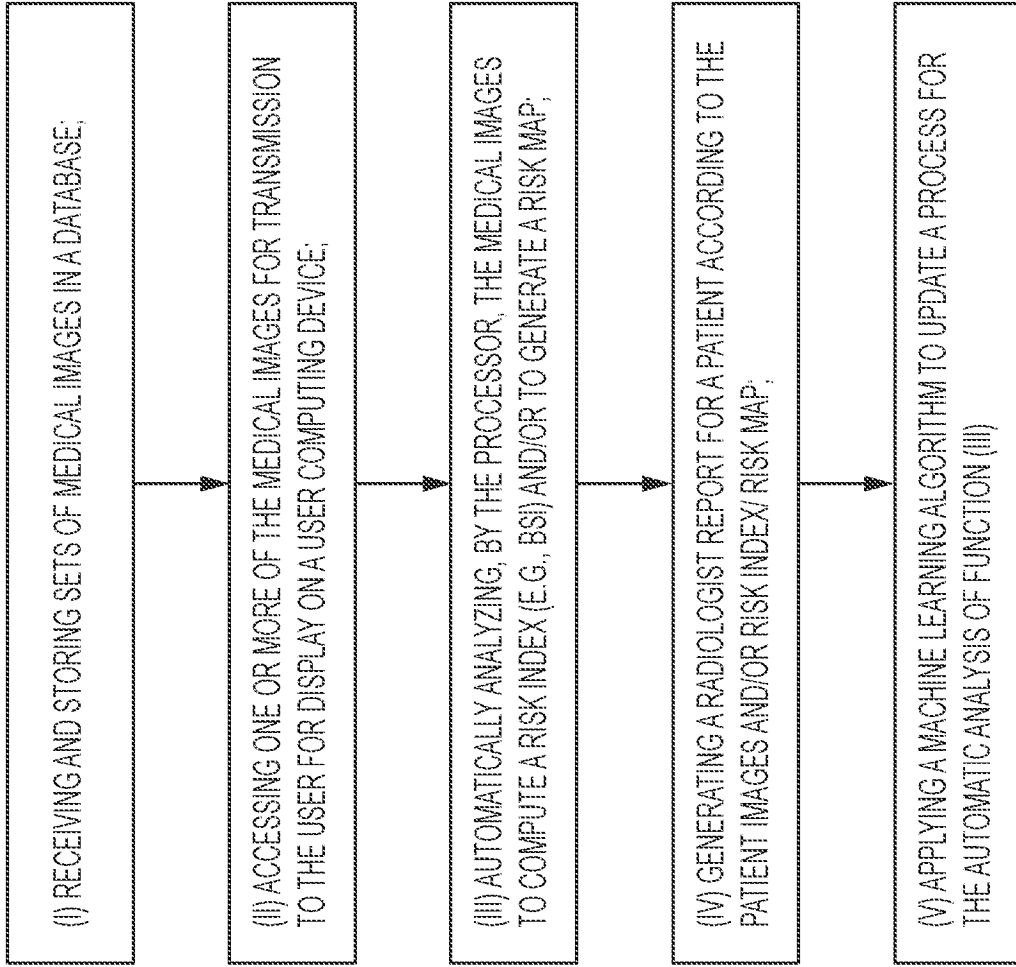 (I) RECEIVING AND STORING SETS OF MEDICAL IMAGES IN A DATABASE;
(II) ACCESSING ONE OR MORE OF THE MEDICAL IMAGES FOR TRANSMISSION
TO THE USER FOR DISPLAY ON A USER COMPUTING DEVICE;
(III) AUTOMATICALLY ANALYZING, BY THE PROCESSOR, THE MEDICAL IMAGES
TO COMPUTE A RISK INDEX (E.G., BSI) AND/OR TO GENERATE A RISK MAP;
(IV) GENERATING A RADIOLOGIST REPORT FOR A PATIENT ACCORDING TO THE
PATIENT IMAGES AND/OR RISK INDEX/ RISK MAP;
(V) APPLYING A MACHINE LEARNING ALGORITHM TO UPDATE A PROCESS FOR
THE AUTOMATIC ANALYSIS OF FUNCTION (III)